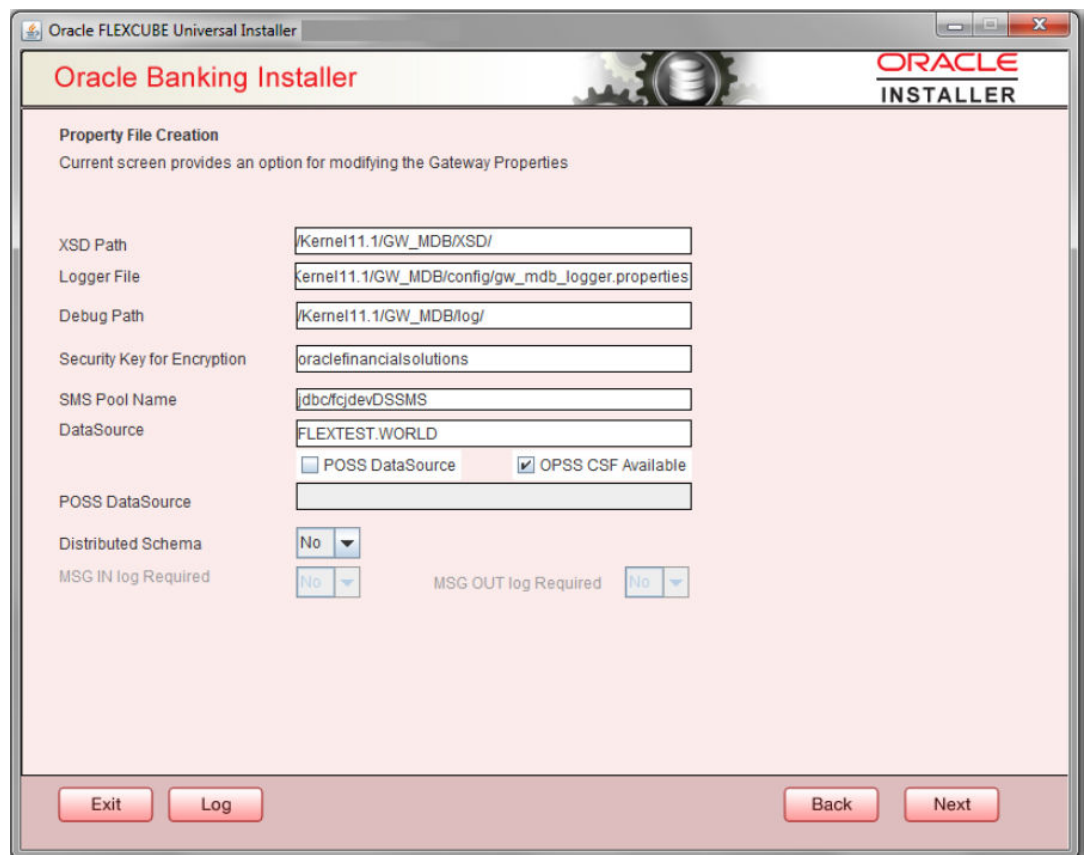 Oracle FLEXCUBE Universal Installer
Oracle Banking Installer
ORACLE
INSTALLER
Property File Creation
Current screen provides an option for modifying the Gateway Properties
XSD Path /Kernel11.1/GW_MDB/XSD/
Logger File Kernel11.1/GW_MDB/config/gw_mdb_logger.properties
Debug Path /Kernel11.1/GW_MDB/log/
Security Key for Encryption oraclefinancialsolutions
SMS Pool Name jdbc/fcjdevDSSMS
DataSource FLEXTEST.WORLD
POSS DataSource OPSS CSF Available
POSS DataSource
Distributed Schema No
MSG IN log Required No MSG OUT log Required No
Exit Log Back Next